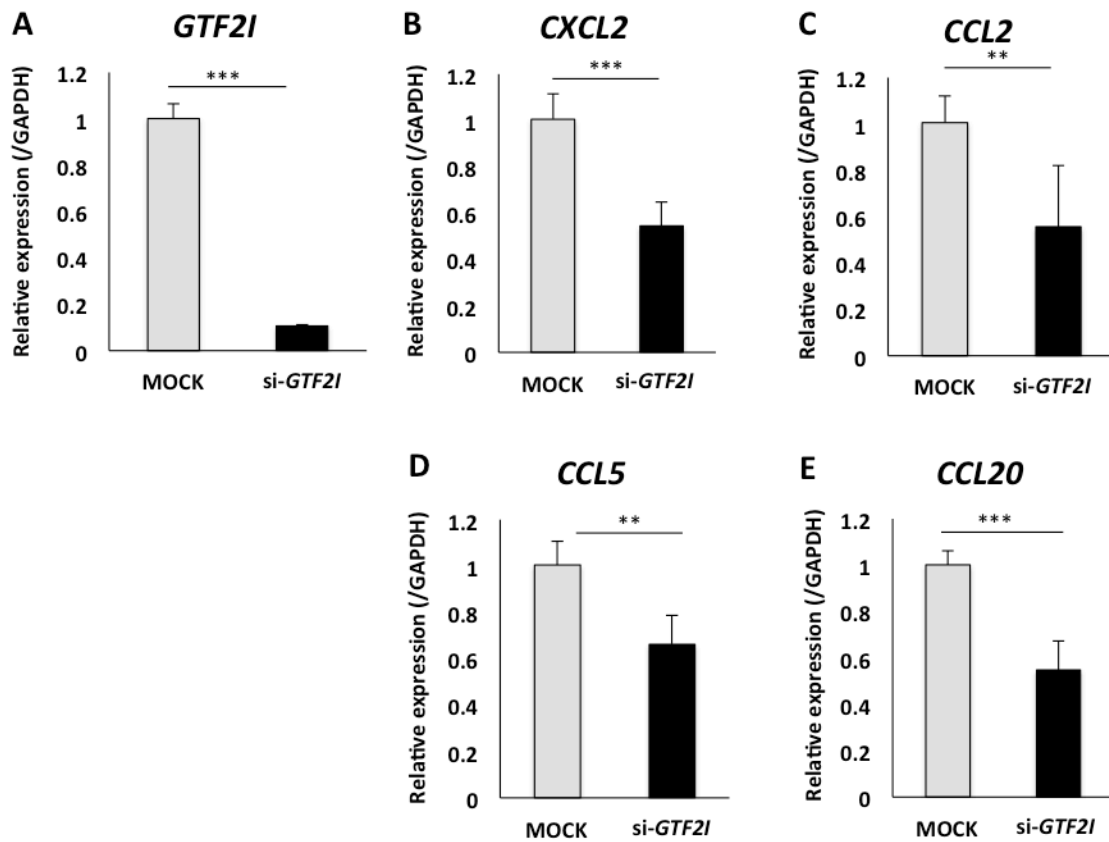 A
GTF2I
Relative expression (/GAPDH)
1.2
1
0.8
0.6
0.4
0.2
0
***
MOCK
si-GTF2I
B
CXCL2
Relative expression (/GAPDH)
1.2
1
0.8
0.6
0.4
0.2
0
***
MOCK
si-GTF2I
C
CCL2
Relative expression (/GAPDH)
1.2
1
0.8
0.6
0.4
0.2
0
**
MOCK
si-GTF2I
D
CCL5
Relative expression (/GAPDH)
1.2
1
0.8
0.6
0.4
0.2
0
**
MOCK
si-GTF2I
E
CCL20
Relative expression (/GAPDH)
1.2
1
0.8
0.6
0.4
0.2
0
***
MOCK
si-GTF2I